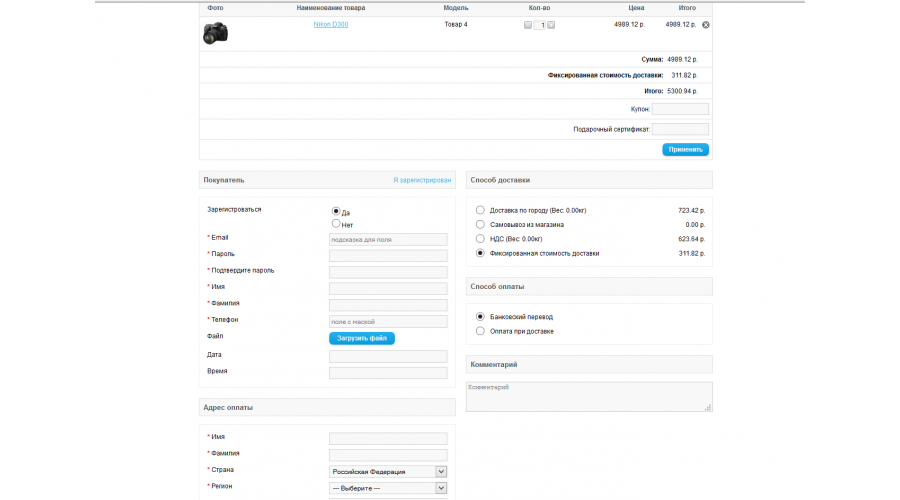 Фото Наименование товара Модель Кол-во Цена Итого
Nikon D300 Товар 4 1 4989.12 р. 4989.12 р.
Сумма: 4989.12 р.
Фиксированная стоимость доставки: 311.82 р.
Итого: 5300.94 р.
Купон:
Подарочный сертификат:
Применить
Покупатель Я зарегистрирован
Зарегистроваться
Да
Нет
* Email подсказка для поля
* Пароль
* Подтвердите пароль
* Имя
* Фамилия
* Телефон поле с маской
Файл Загрузить файл
Дата
Время
Адрес оплаты
* Имя
* Фамилия
* Страна Российская Федерация
* Регион --- Выберите ---
Способ доставки
Доставка по городу (Вес: 0.00кг) 723.42 р.
Самовывоз из магазина 0.00 р.
НДС (Вес: 0.00кг) 623.64 р.
Фиксированная стоимость доставки 311.82 р.
Способ оплаты
Банковский перевод
Оплата при доставке
Комментарий
Комментарий